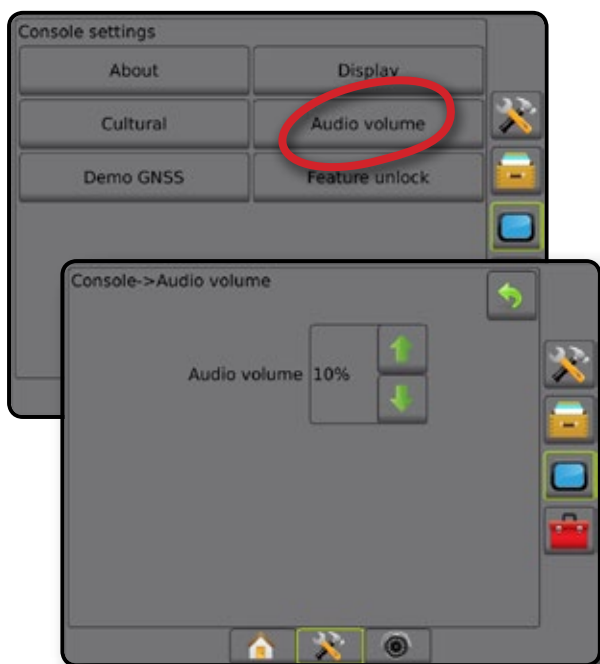 Console settings
About
Display
Cultural
Audio volume
Demo GNSS
Feature unlock
Console->Audio volume
Audio volume 10%